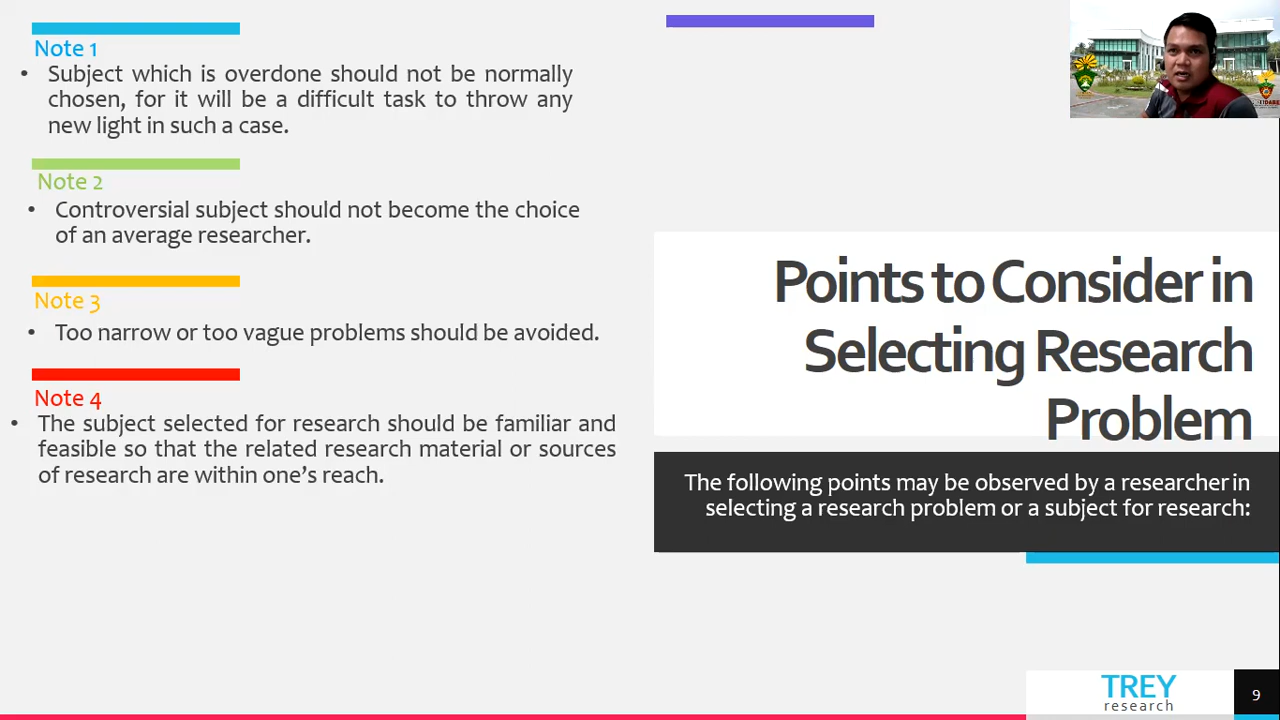 Note 1
• Subject which is overdone should not be normally
chosen, for it will be a difficult task to throw any
new light in such a case.
Note 2
• Controversial subject should not become the choice
of an average researcher.
Note 3
• Too narrow or too vague problems should be avoided.
Note 4
• The subject selected for research should be familiar and
feasible so that the related research material or sources
of research are within one's reach.
Points to Consider in
Selecting Research
Problem
The following points may be observed by a researcher in
selecting a research problem or a subject for research:
TREY
research
9